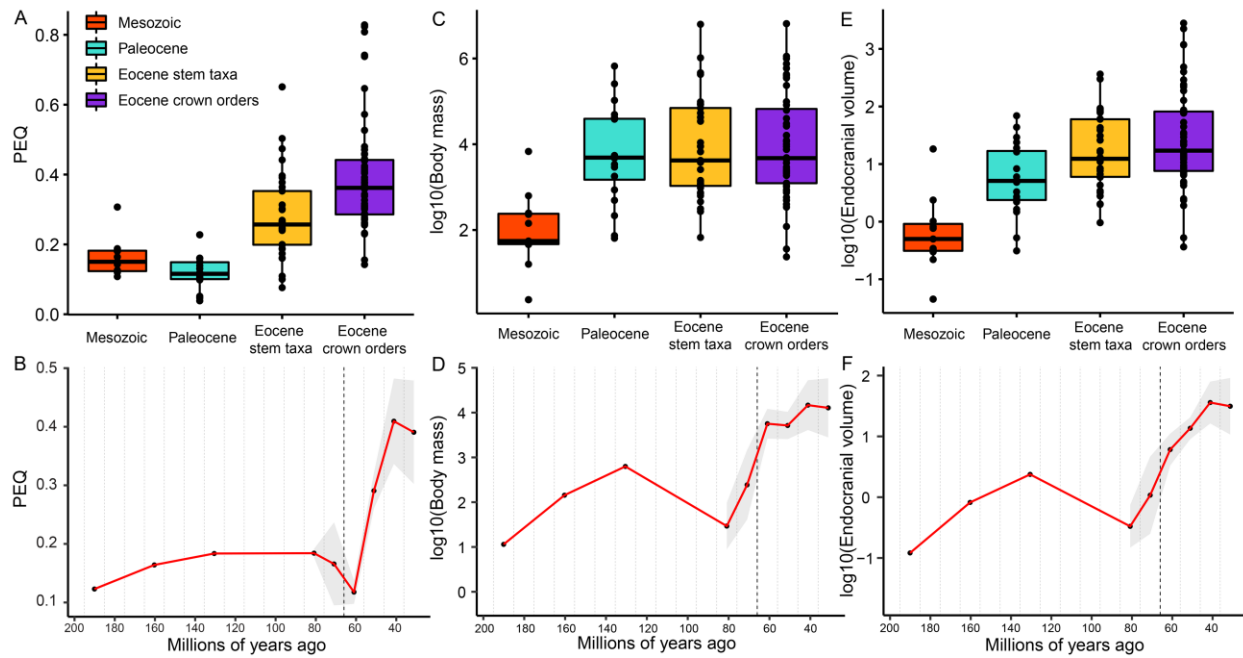 A
PEQ
0.8
0.6
0.4
0.2
0.0
Mesozoic
Paleocene
Eocene stem taxa
Eocene crown orders
Mesozoic
Paleocene
Eocene
stem taxa
Eocene
crown orders
C
log10(Body mass)
6
4
2
Mesozoic
Paleocene
Eocene
stem taxa
Eocene
crown orders
E
log10(Endocranial volume)
3
2
1
0
−1
Mesozoic
Paleocene
Eocene
stem taxa
Eocene
crown orders
B
PEQ
0.5
0.4
0.3
0.2
0.1
200 180 160 140 120 100 80 60 40
Millions of years ago
D
log10(Body mass)
5
4
3
2
1
0
200 180 160 140 120 100 80 60 40
Millions of years ago
F
log10(Endocranial volume)
2
1
0
−1
200 180 160 140 120 100 80 60 40
Millions of years ago